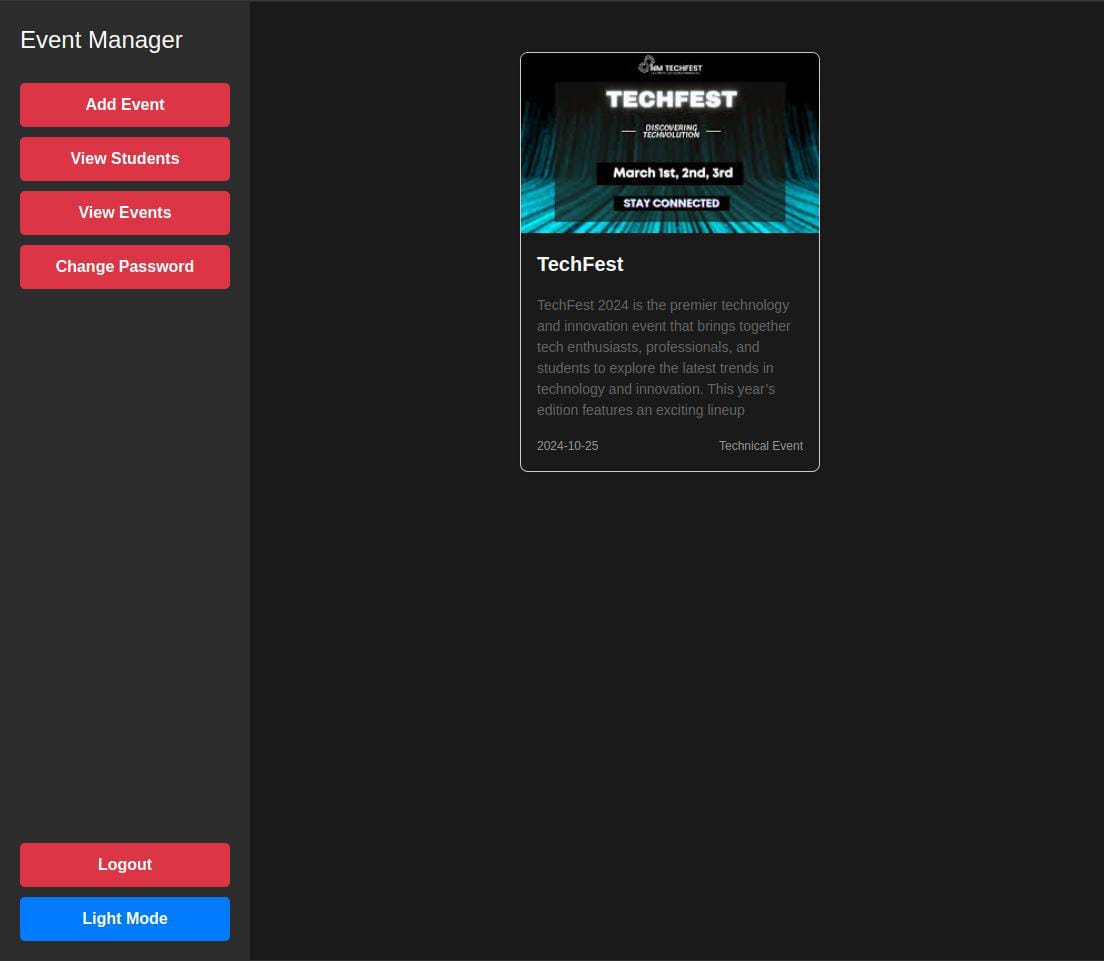 Event Manager
Add Event
View Students
View Events
Change Password
Logout
Light Mode
NM TECHFEST
TECHFEST
DISCOVERING
TECHVOLUTION
March 1st, 2nd, 3rd
STAY CONNECTED
TechFest
TechFest 2024 is the premier technology
and innovation event that brings together
tech enthusiasts, professionals, and
students to explore the latest trends in
technology and innovation. This year’s
edition features an exciting lineup
2024-10-25 Technical Event